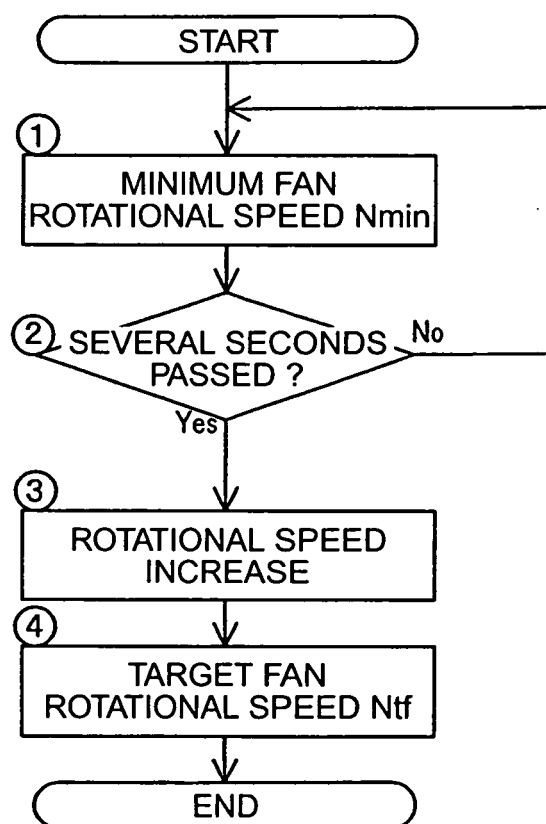 START
①
MINIMUM FAN
ROTATIONAL SPEED Nmin
②
SEVERAL SECONDS
PASSED ?
No
Yes
③
ROTATIONAL SPEED
INCREASE
④
TARGET FAN
ROTATIONAL SPEED Ntf
END